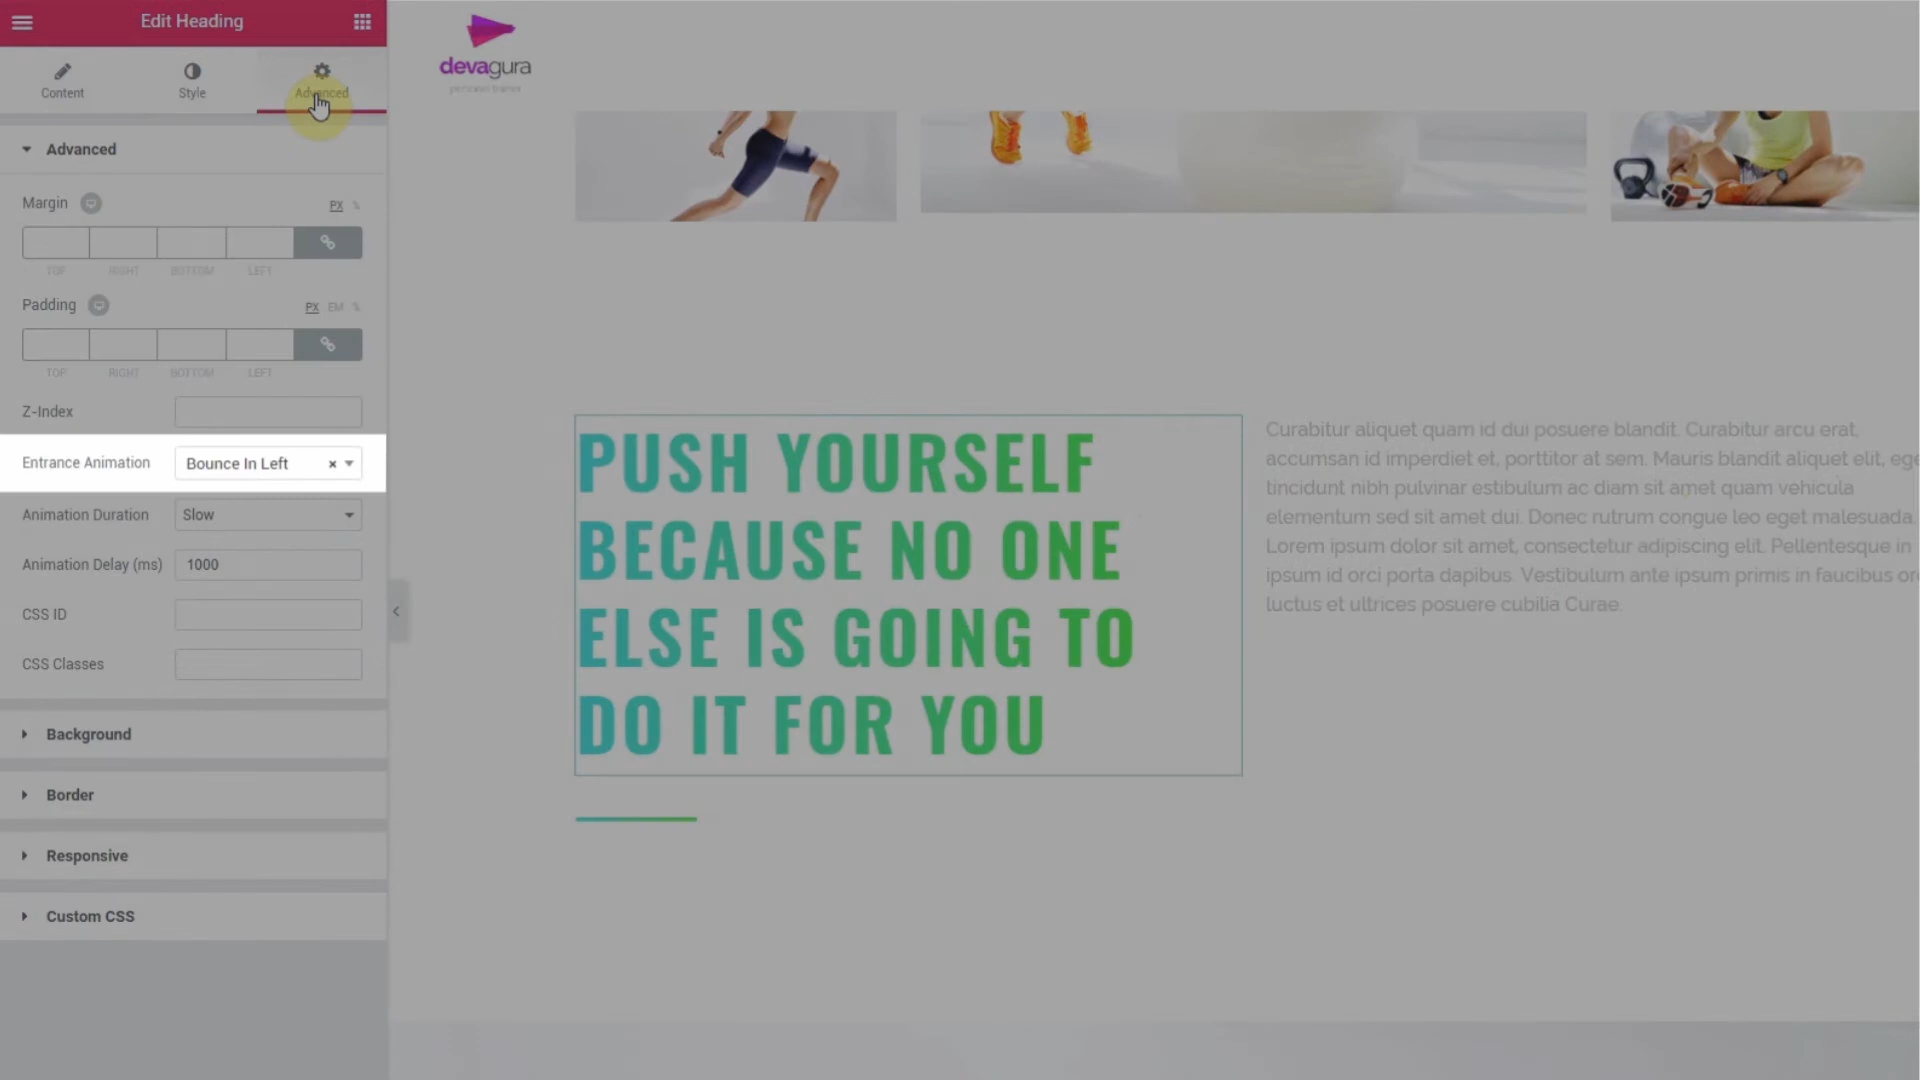 Edit Heading
Content
Style
Advanced
Advanced
Margin
PX %
TOP RIGHT BOTTOM LEFT
Padding
PX EM %
TOP RIGHT BOTTOM LEFT
Z-Index
Entrance Animation
Bounce In Left
Animation Duration
Slow
Animation Delay (ms)
1000
CSS ID
CSS Classes
Background
Border
Responsive
Custom CSS
devagura
personal trainer
PUSH YOURSELF
BECAUSE NO ONE
ELSE IS GOING TO
DO IT FOR YOU
Curabitur aliquet quam id dui posuere blandit. Curabitur arcu erat,
accumsan id imperdiet et, porttitor at sem. Mauris blandit aliquet elit, ege
tincidunt nibh pulvinar estibulum ac diam sit amet quam vehicula
elementum sed sit amet dui. Donec rutrum congue leo eget malesuada.
Lorem ipsum dolor sit amet, consectetur adipiscing elit. Pellentesque in
ipsum id orci porta dapibus. Vestibulum ante ipsum primis in faucibus orc
luctus et ultrices posuere cubilia Curae.